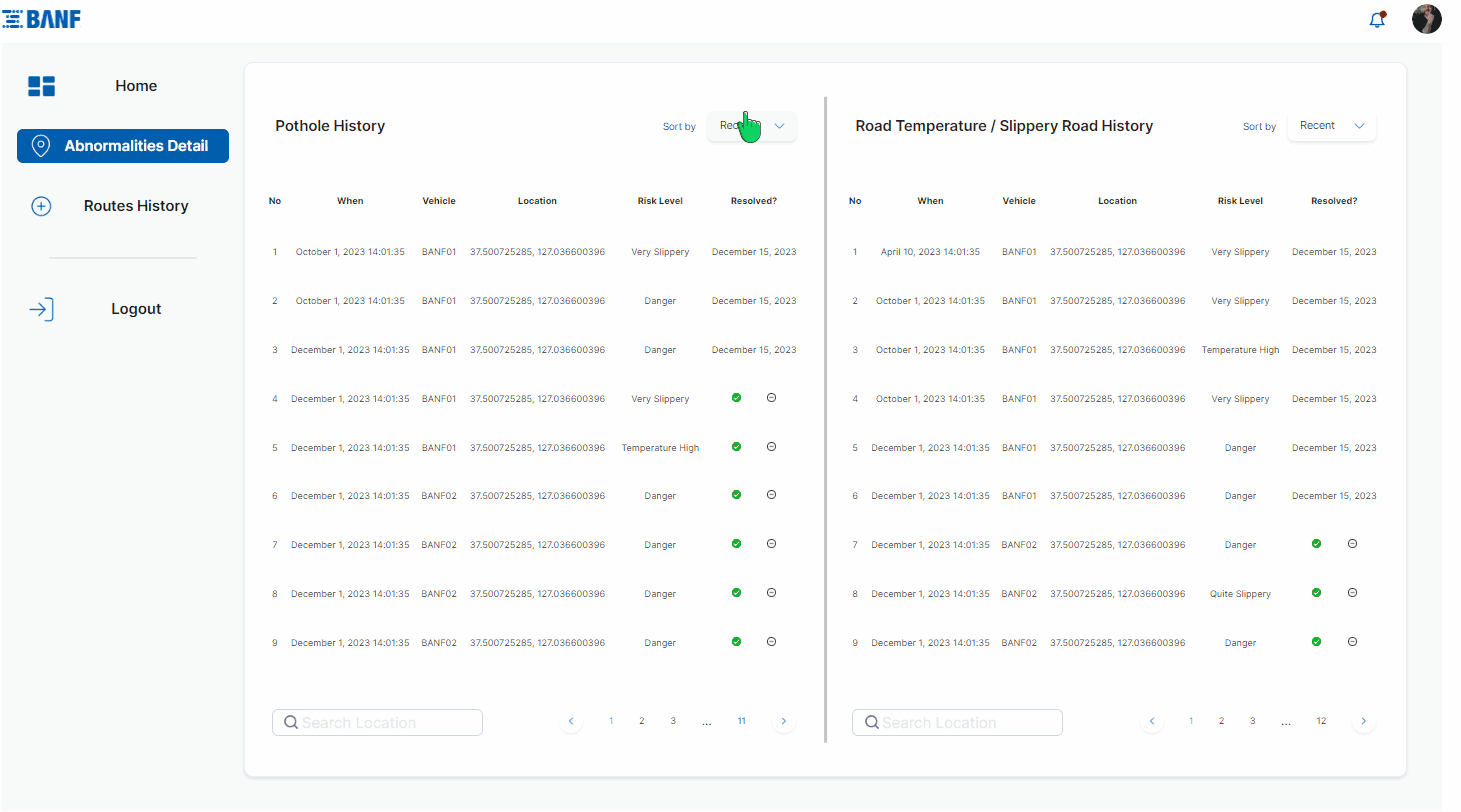 BANF
Home
Abnormalities Detail
Routes History
Logout
Pothole History
Sort by
No When Vehicle Location Risk Level Resolved?
1 October 1, 2023 14:01:35 BANF01 37.500725285, 127.036600396 Very Slippery December 15, 2023
2 October 1, 2023 14:01:35 BANF01 37.500725285, 127.036600396 Danger December 15, 2023
3 December 1, 2023 14:01:35 BANF01 37.500725285, 127.036600396 Danger December 15, 2023
4 December 1, 2023 14:01:35 BANF01 37.500725285, 127.036600396 Very Slippery
5 December 1, 2023 14:01:35 BANF01 37.500725285, 127.036600396 Temperature High
6 December 1, 2023 14:01:35 BANF02 37.500725285, 127.036600396 Danger
7 December 1, 2023 14:01:35 BANF02 37.500725285, 127.036600396 Danger
8 December 1, 2023 14:01:35 BANF02 37.500725285, 127.036600396 Danger
9 December 1, 2023 14:01:35 BANF02 37.500725285, 127.036600396 Danger
Search Location
1 2 3 ... 11
Road Temperature / Slippery Road History
Sort by Recent
No When Vehicle Location Risk Level Resolved?
1 April 10, 2023 14:01:35 BANF01 37.500725285, 127.036600396 Very Slippery December 15, 2023
2 October 1, 2023 14:01:35 BANF01 37.500725285, 127.036600396 Very Slippery December 15, 2023
3 October 1, 2023 14:01:35 BANF01 37.500725285, 127.036600396 Temperature High December 15, 2023
4 October 1, 2023 14:01:35 BANF01 37.500725285, 127.036600396 Very Slippery December 15, 2023
5 December 1, 2023 14:01:35 BANF01 37.500725285, 127.036600396 Danger December 15, 2023
6 December 1, 2023 14:01:35 BANF01 37.500725285, 127.036600396 Danger December 15, 2023
7 December 1, 2023 14:01:35 BANF02 37.500725285, 127.036600396 Danger
8 December 1, 2023 14:01:35 BANF02 37.500725285, 127.036600396 Quite Slippery
9 December 1, 2023 14:01:35 BANF02 37.500725285, 127.036600396 Danger
Search Location
1 2 3 ... 12